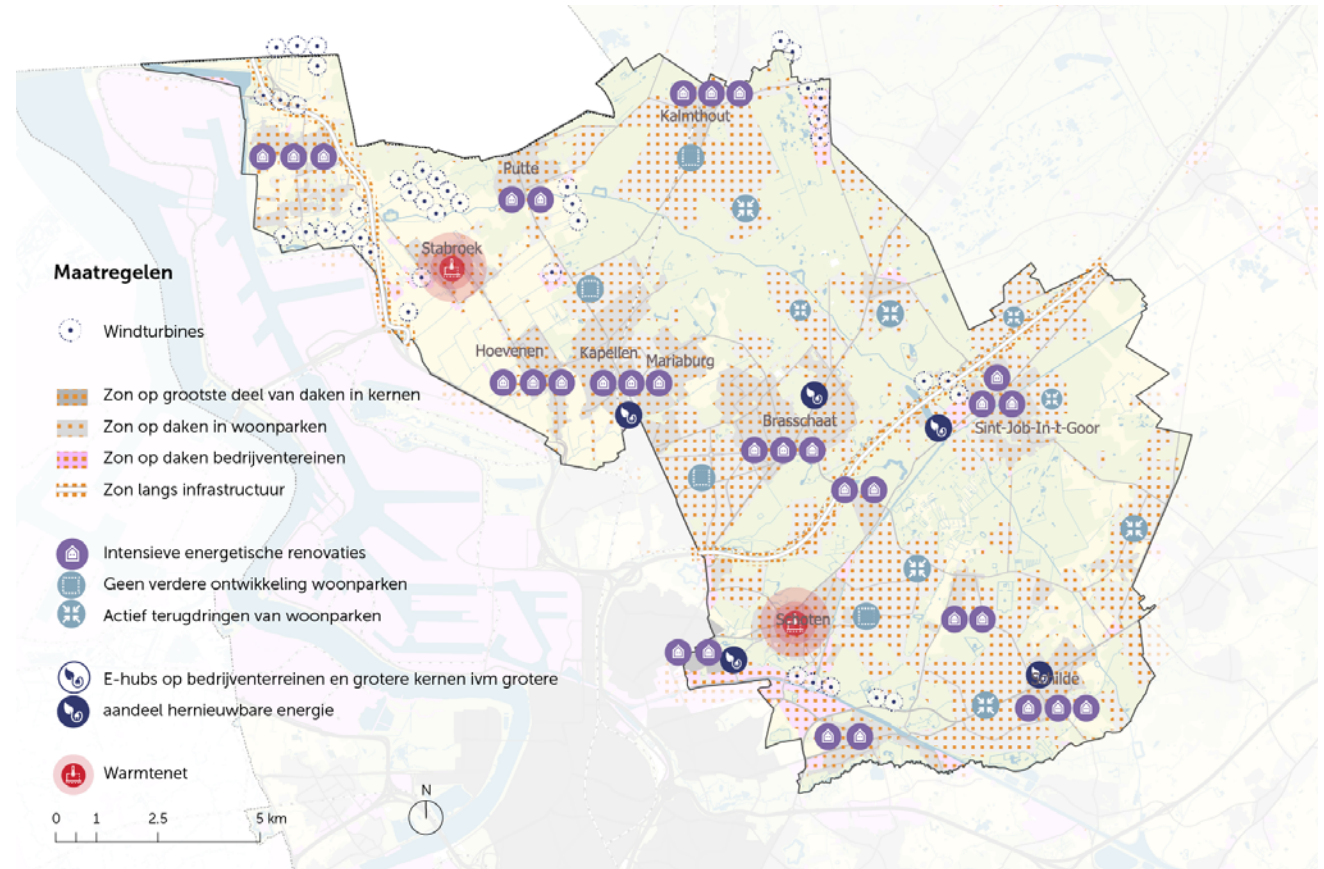 Kalmthout
Putte
Stabroek
Maatregelen
Windturbines
Hoevenen
Kapellen
Mariaburg
Zon op grootste deel van daken in kernen
Zon op daken in woonparken
Brasschaat
Sint-Job-In-t-Goor
Zon op daken bedrijventereinen
Zon langs infrastructuur
Intensieve energetische renovaties
Geen verdere ontwikkeling woonparken
Actief terugdringen van woonparken
E-hubs op bedrijventerreinen en grotere kernen ivm grotere
aandeel hernieuwbare energie
Warmtenet
N
0 1 2.5 5 km